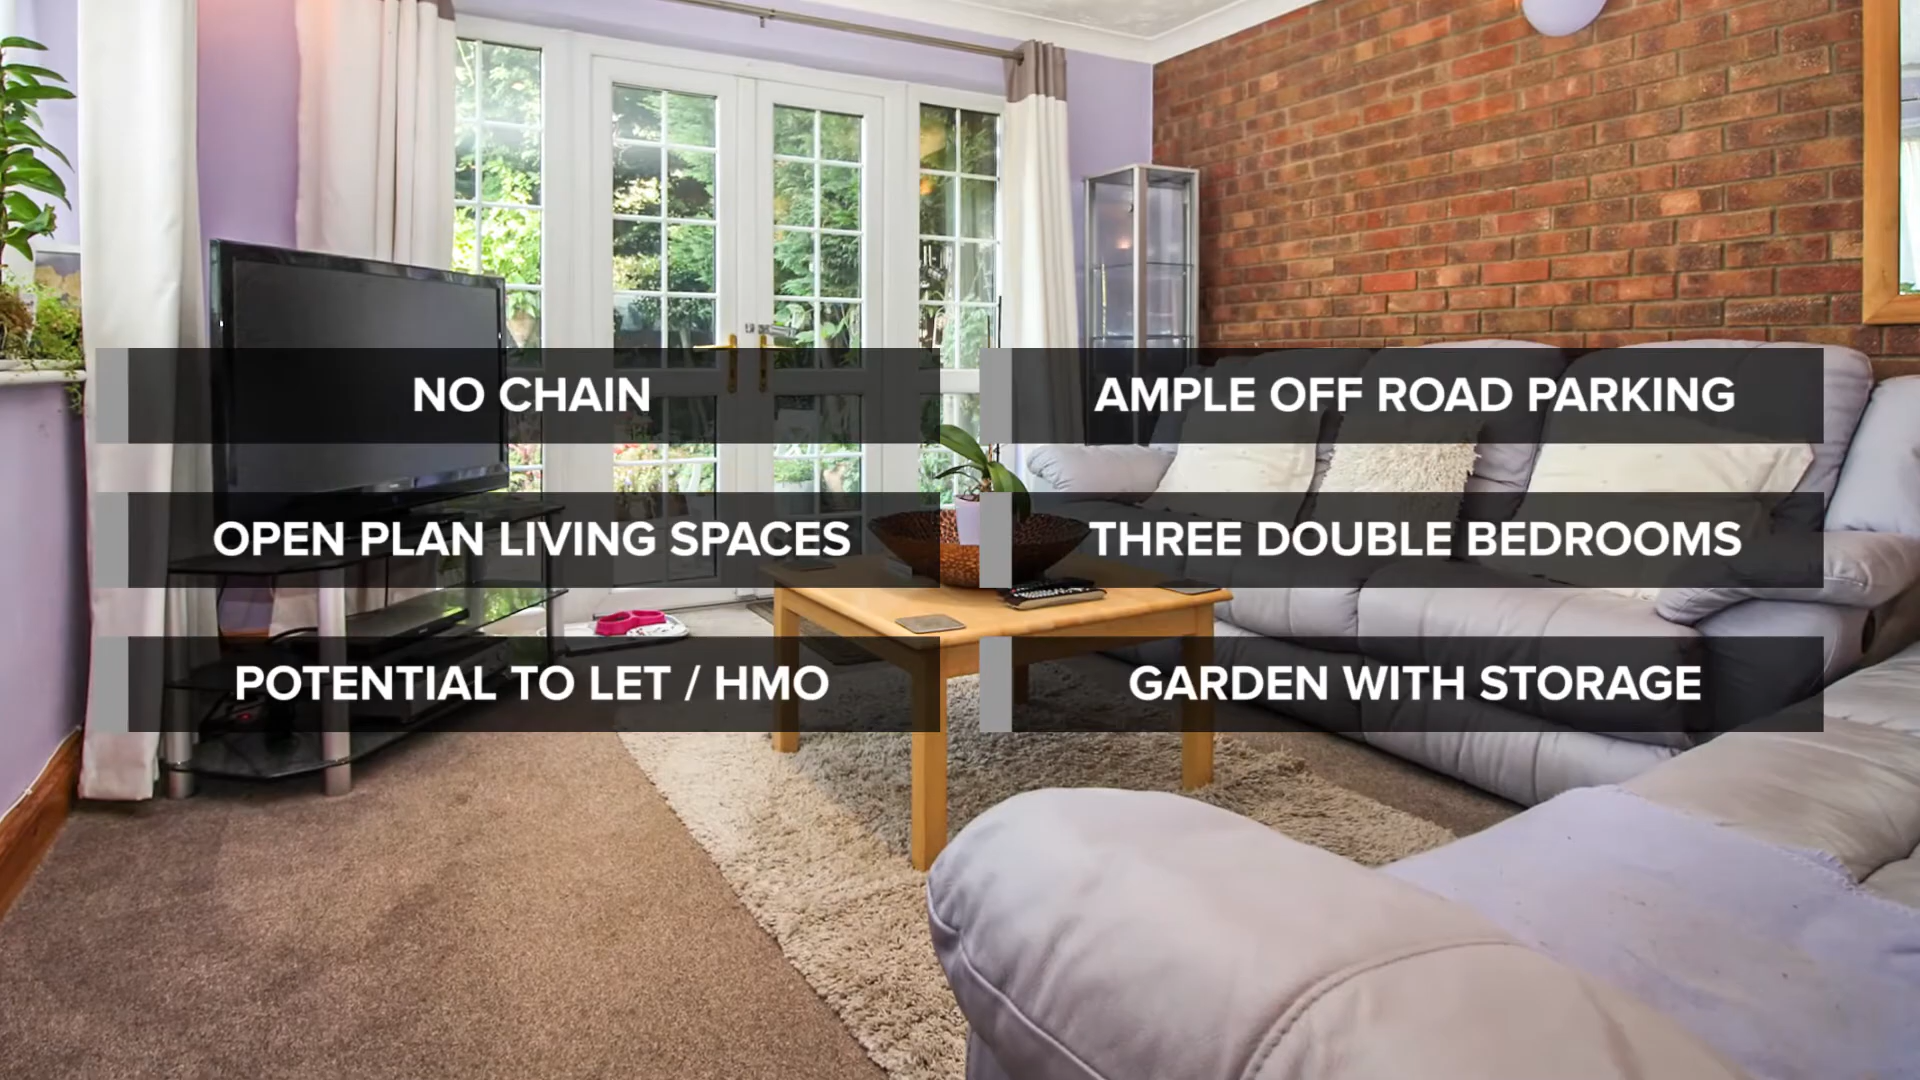 NO CHAIN
AMPLE OFF ROAD PARKING
OPEN PLAN LIVING SPACES
THREE DOUBLE BEDROOMS
POTENTIAL TO LET / HMO
GARDEN WITH STORAGE